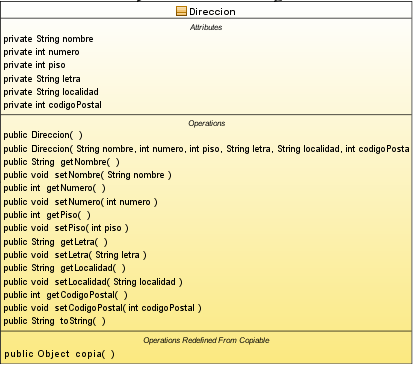 Direccion
Attributes
private String nombre
private int numero
private int piso
private String letra
private String localidad
private int codigoPostal
Operations
public Direccion( )
public Direccion( String nombre, int numero, int piso, String letra, String localidad, int codigoPosta
public String getNombre( )
public void setNombre( String nombre )
public int getNumero( )
public void setNumero( int numero )
public int getPiso( )
public void setPiso( int piso )
public String getLetra( )
public void setLetra( String letra )
public String getLocalidad( )
public void setLocalidad( String localidad )
public int getCodigoPostal( )
public void setCodigoPostal( int codigoPostal )
public String toString( )
Operations Redefined From Copiable
public Object copia( )